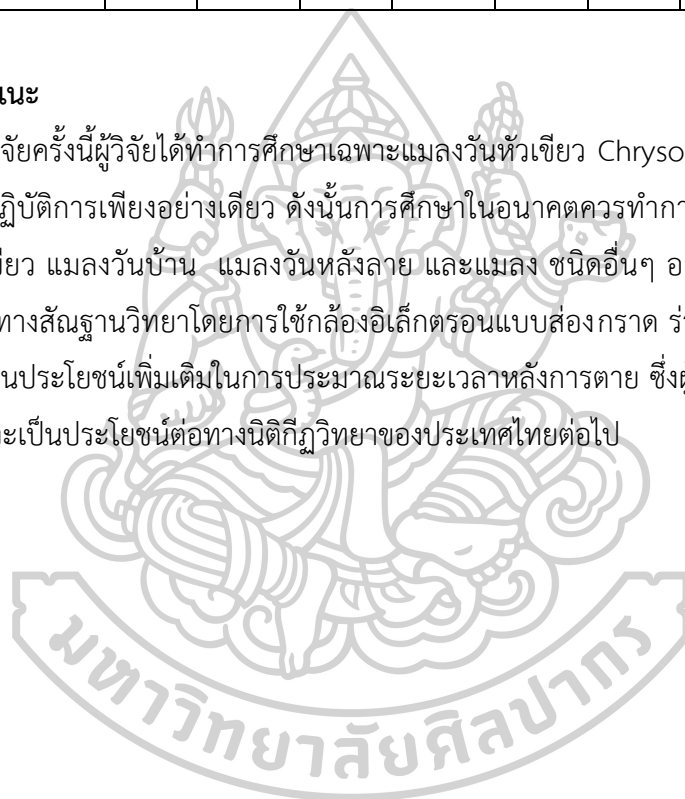 แนะ
จัยครั้งนี้ผู้วิจัยได้ทำการศึกษาเฉพาะแมลงวันหัวเขียว Chryso
ฏิบัติการเพียงอย่างเดียว ดังนั้นการศึกษาในอนาคตควรทำกา
ขียว แมลงวันบ้าน แมลงวันหลังลาย และแมลง ชนิดอื่นๆ อ
ทางสัณฐานวิทยาโดยการใช้กล้องอิเล็กตรอนแบบส่องกราด ร่
นประโยชน์เพิ่มเติมในการประมาณระยะเวลาหลังการตาย ซึ่งผู
ะเป็นประโยชน์ต่อทางนิติกีฏวิทยาของประเทศไทยต่อไป
มหาวิทยาลัยศิลปากร